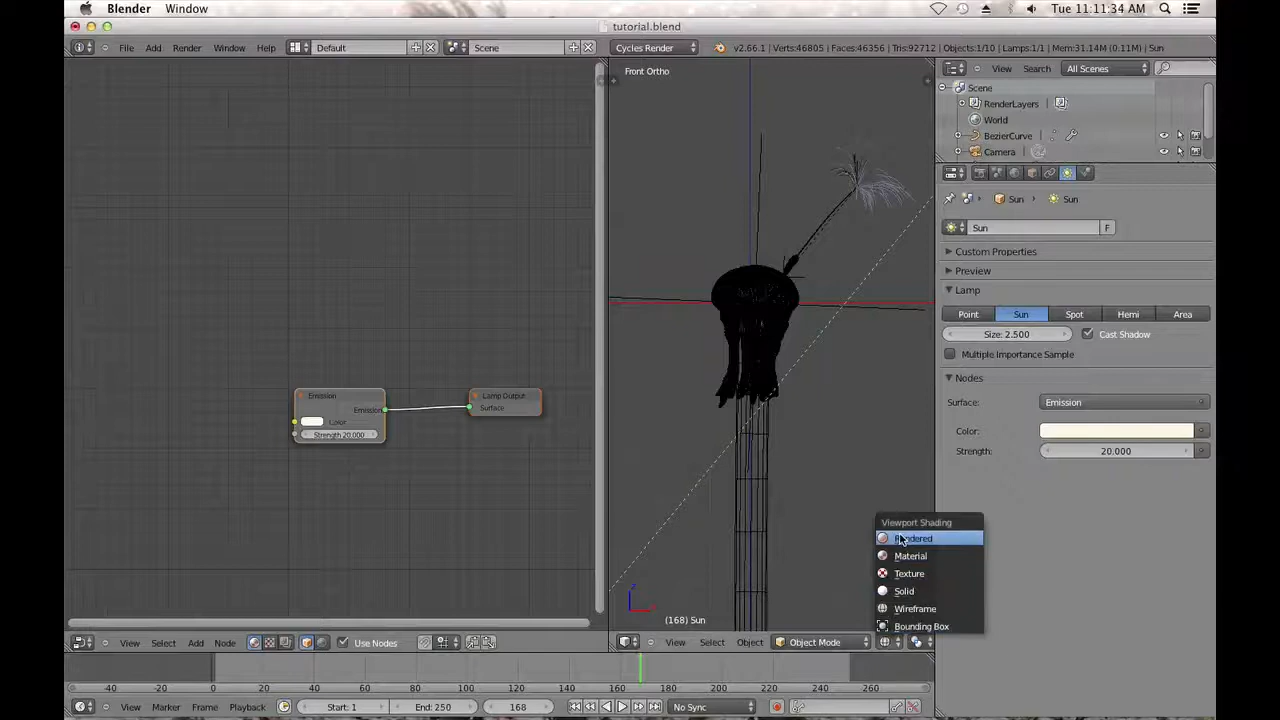 Blender Window Tue 11:11:34 AM
tutorial.blend
File Add Render Window Help Default Scene Cycles Render v2.66.1 | Verts:46805 | Faces:46356 | Tris:92712 | Objects:1/10 | Lamps:1/1 | Mem:31.14M (0.11M) | Sun
View Search All Scenes
Front Ortho
Scene
RenderLayers
World
BezierCurve
Camera
Sun Sun
Sun F
Custom Properties
Preview
Lamp
Point Sun Spot Hemi Area
Size: 2.500 Cast Shadow
Multiple Importance Sample
Nodes
Surface: Emission
Color:
Strength: 20.000
Emission
Emission
Color
Strength 20.000
Lamp Output
Surface
Viewport Shading
Rendered
Material
Texture
Solid
Wireframe
Bounding Box
z
(168) Sun
View Select Add Node Use Nodes
View Select Object Object Mode
-40 -20 0 20 40 60 80 100 120 140 160 180 200 220 240 260
View Marker Frame Playback Start: 1 End: 250 168 No Sync